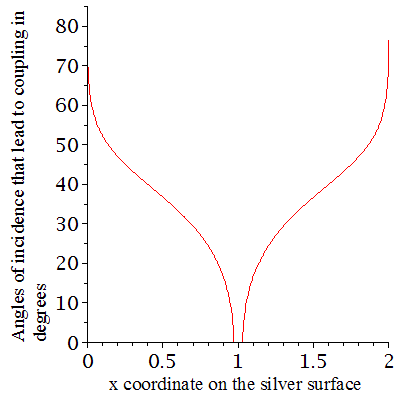 Angles of incidence that lead to coupling in
degrees
80
70
60
50
40
30
20
10
0
0 0.5 1 1.5 2
x coordinate on the silver surface